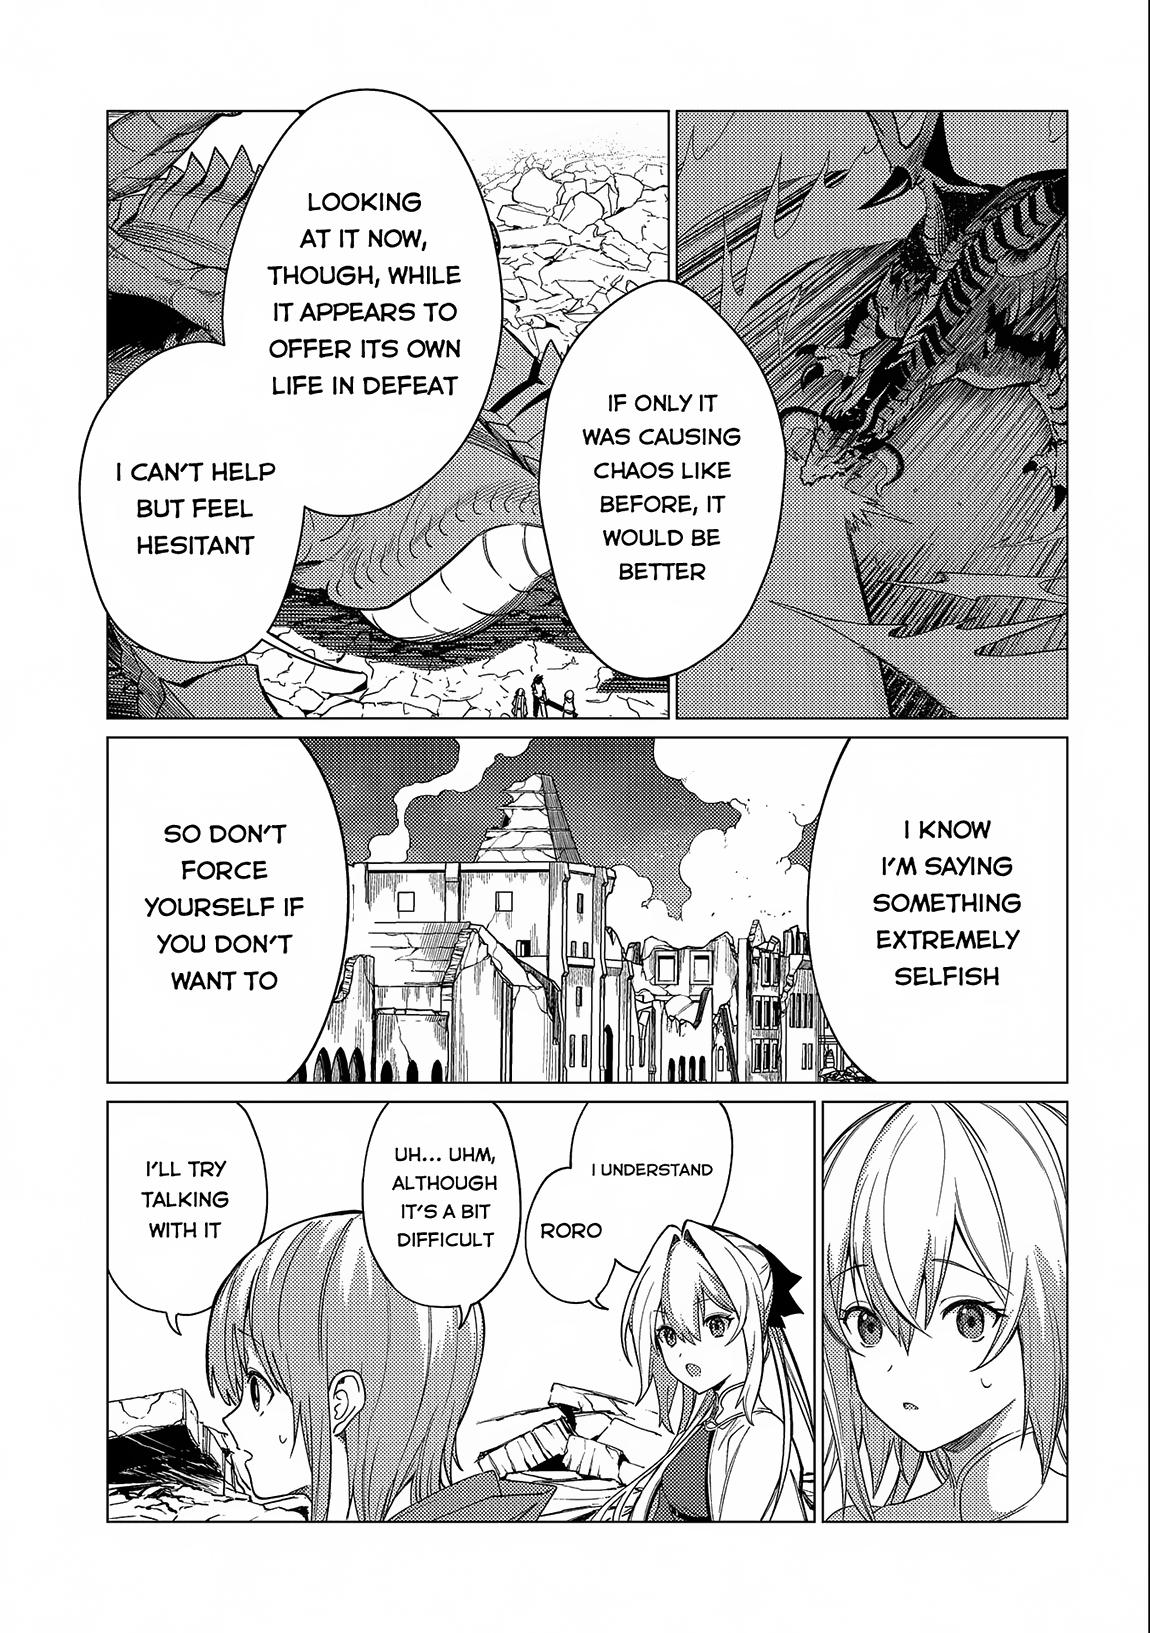 IF ONLY IT
WAS CAUSING
CHAOS LIKE
BEFORE, IT
WOULD BE
BETTER
LOOKING
AT IT NOW,
THOUGH, WHILE
IT APPEARS TO
OFFER ITS OWN
LIFE IN DEFEAT
I CAN'T HELP
BUT FEEL
HESITANT
I KNOW
I'M SAYING
SOMETHING
EXTREMELY
SELFISH
SO DON'T
FORCE
YOURSELF IF
YOU DON'T
WANT TO
I UNDERSTAND
RORO
UH... UHM,
ALTHOUGH
IT'S A BIT
DIFFICULT
I'LL TRY
TALKING
WITH IT